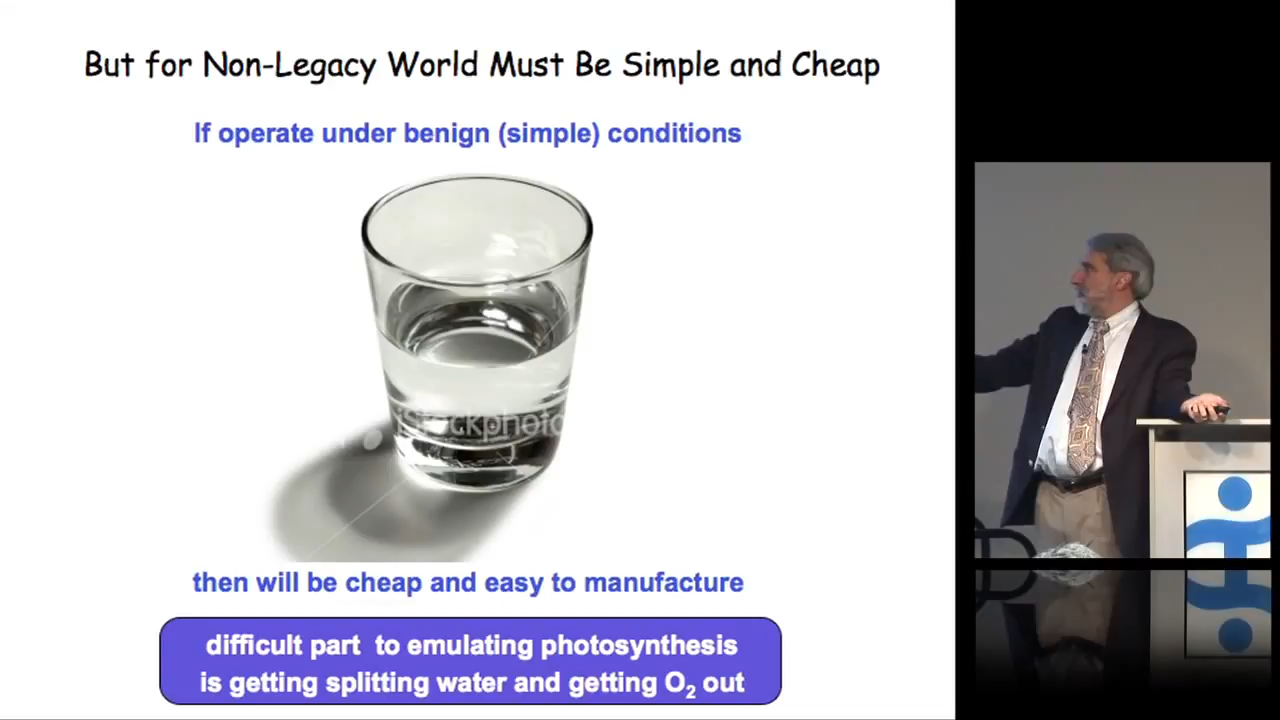 But for Non-Legacy World Must Be Simple and Cheap
If operate under benign (simple) conditions
iStockphoto
then will be cheap and easy to manufacture
difficult part to emulating photosynthesis
is getting splitting water and getting O₂ out